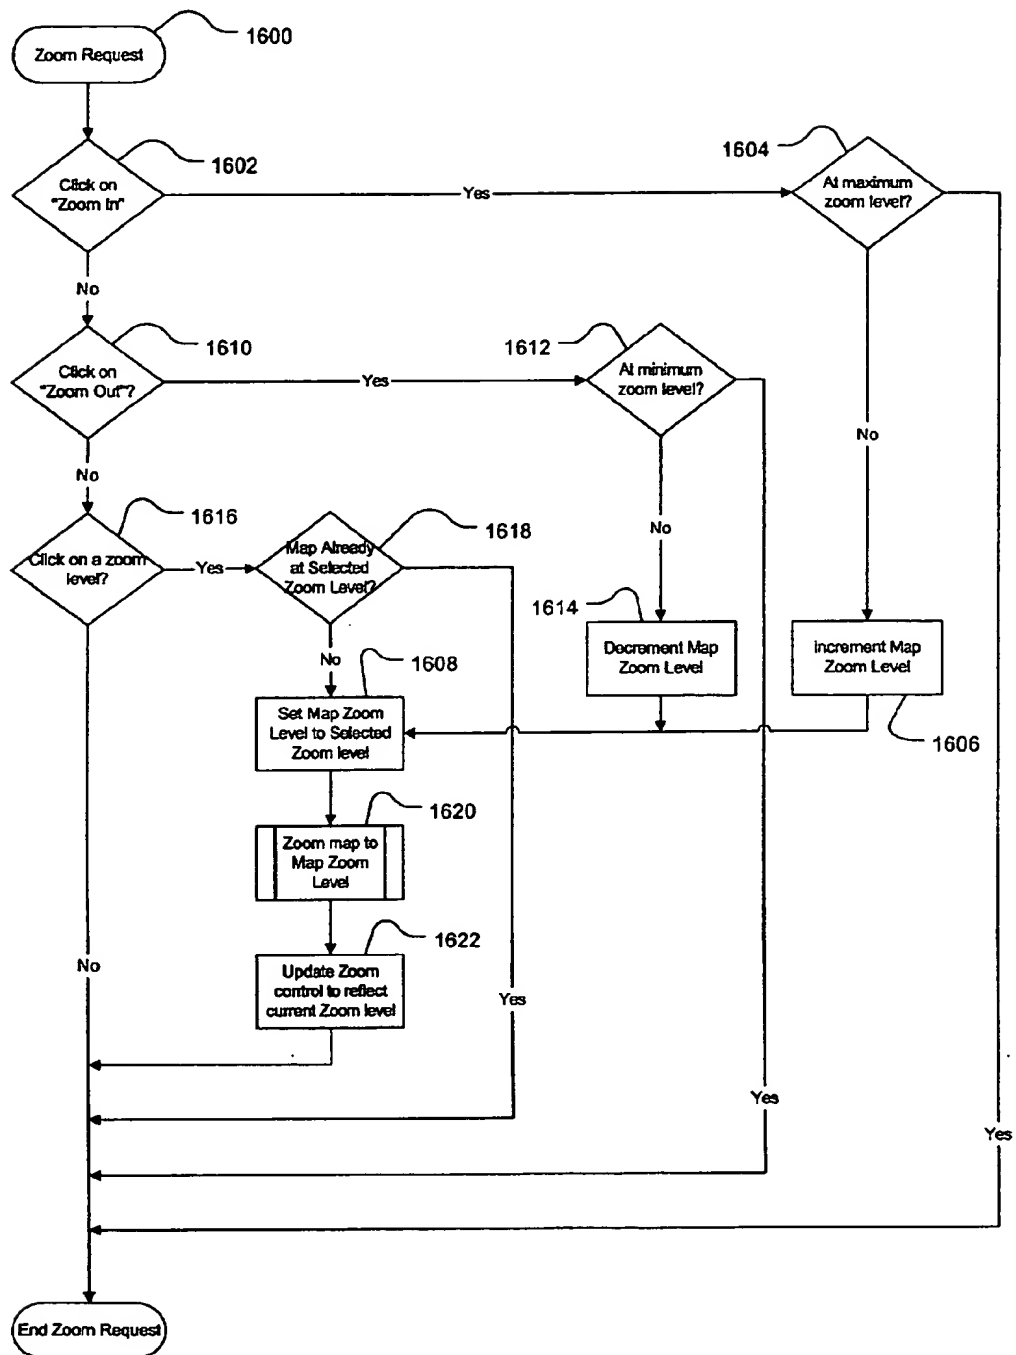 Zoom Request
1600
1602
Click on
"Zoom In"
Yes
1604
At maximum
zoom level?
No
1610
Click on
"Zoom Out"?
Yes
1612
At minimum
zoom level?
No
No
1616
Click on a zoom
level?
Yes
1618
Map Already
at Selected
Zoom Level?
No
No
1614
Decrement Map
Zoom Level
Increment Map
Zoom Level
1606
1608
Set Map Zoom
Level to Selected
Zoom level
1620
Zoom map to
Map Zoom
Level
1622
Update Zoom
control to reflect
current Zoom level
No
Yes
Yes
Yes
End Zoom Request